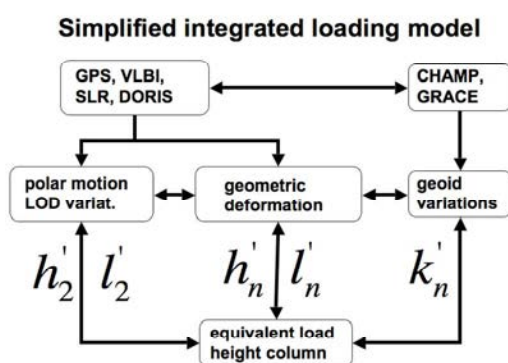 Simplified integrated loading model
GPS, VLBI,
SLR, DORIS
CHAMP,
GRACE
polar motion
LOD variat.
geometric
deformation
geoid
variations
h'₂ l'₂ h'ₙ l'ₙ k'ₙ
equivalent load
height column